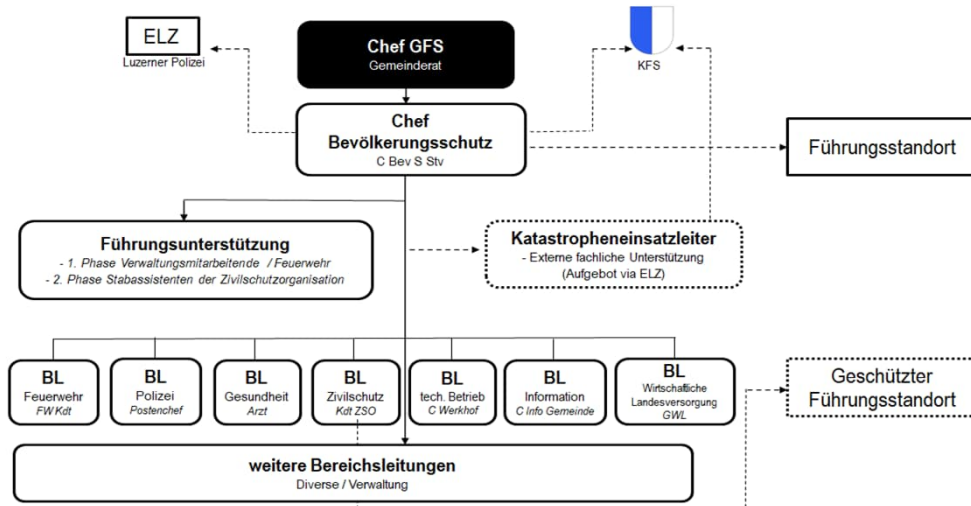 ELZ
Luzerner Polizei
Chef GFS
Gemeinderat
KFS
Chef
Bevölkerungsschutz
C Bev S Stv
Führungsstandort
Führungsunterstützung
- 1. Phase Verwaltungsmitarbeitende / Feuerwehr
- 2. Phase Stabassistenten der Zivilschutzorganisation
Katastropheneinsatzleiter
- Externe fachliche Unterstützung
(Aufgebot via ELZ)
BL
Feuerwehr
FW Kdt
BL
Polizei
Postenchef
BL
Gesundheit
Arzt
BL
Zivilschutz
Kdt ZSO
BL
tech. Betrieb
C Werkhof
BL
Information
C Info Gemeinde
BL
Wirtschaftliche
Landesversorgung
GWL
Geschützter
Führungsstandort
weitere Bereichsleitungen
Diverse / Verwaltung